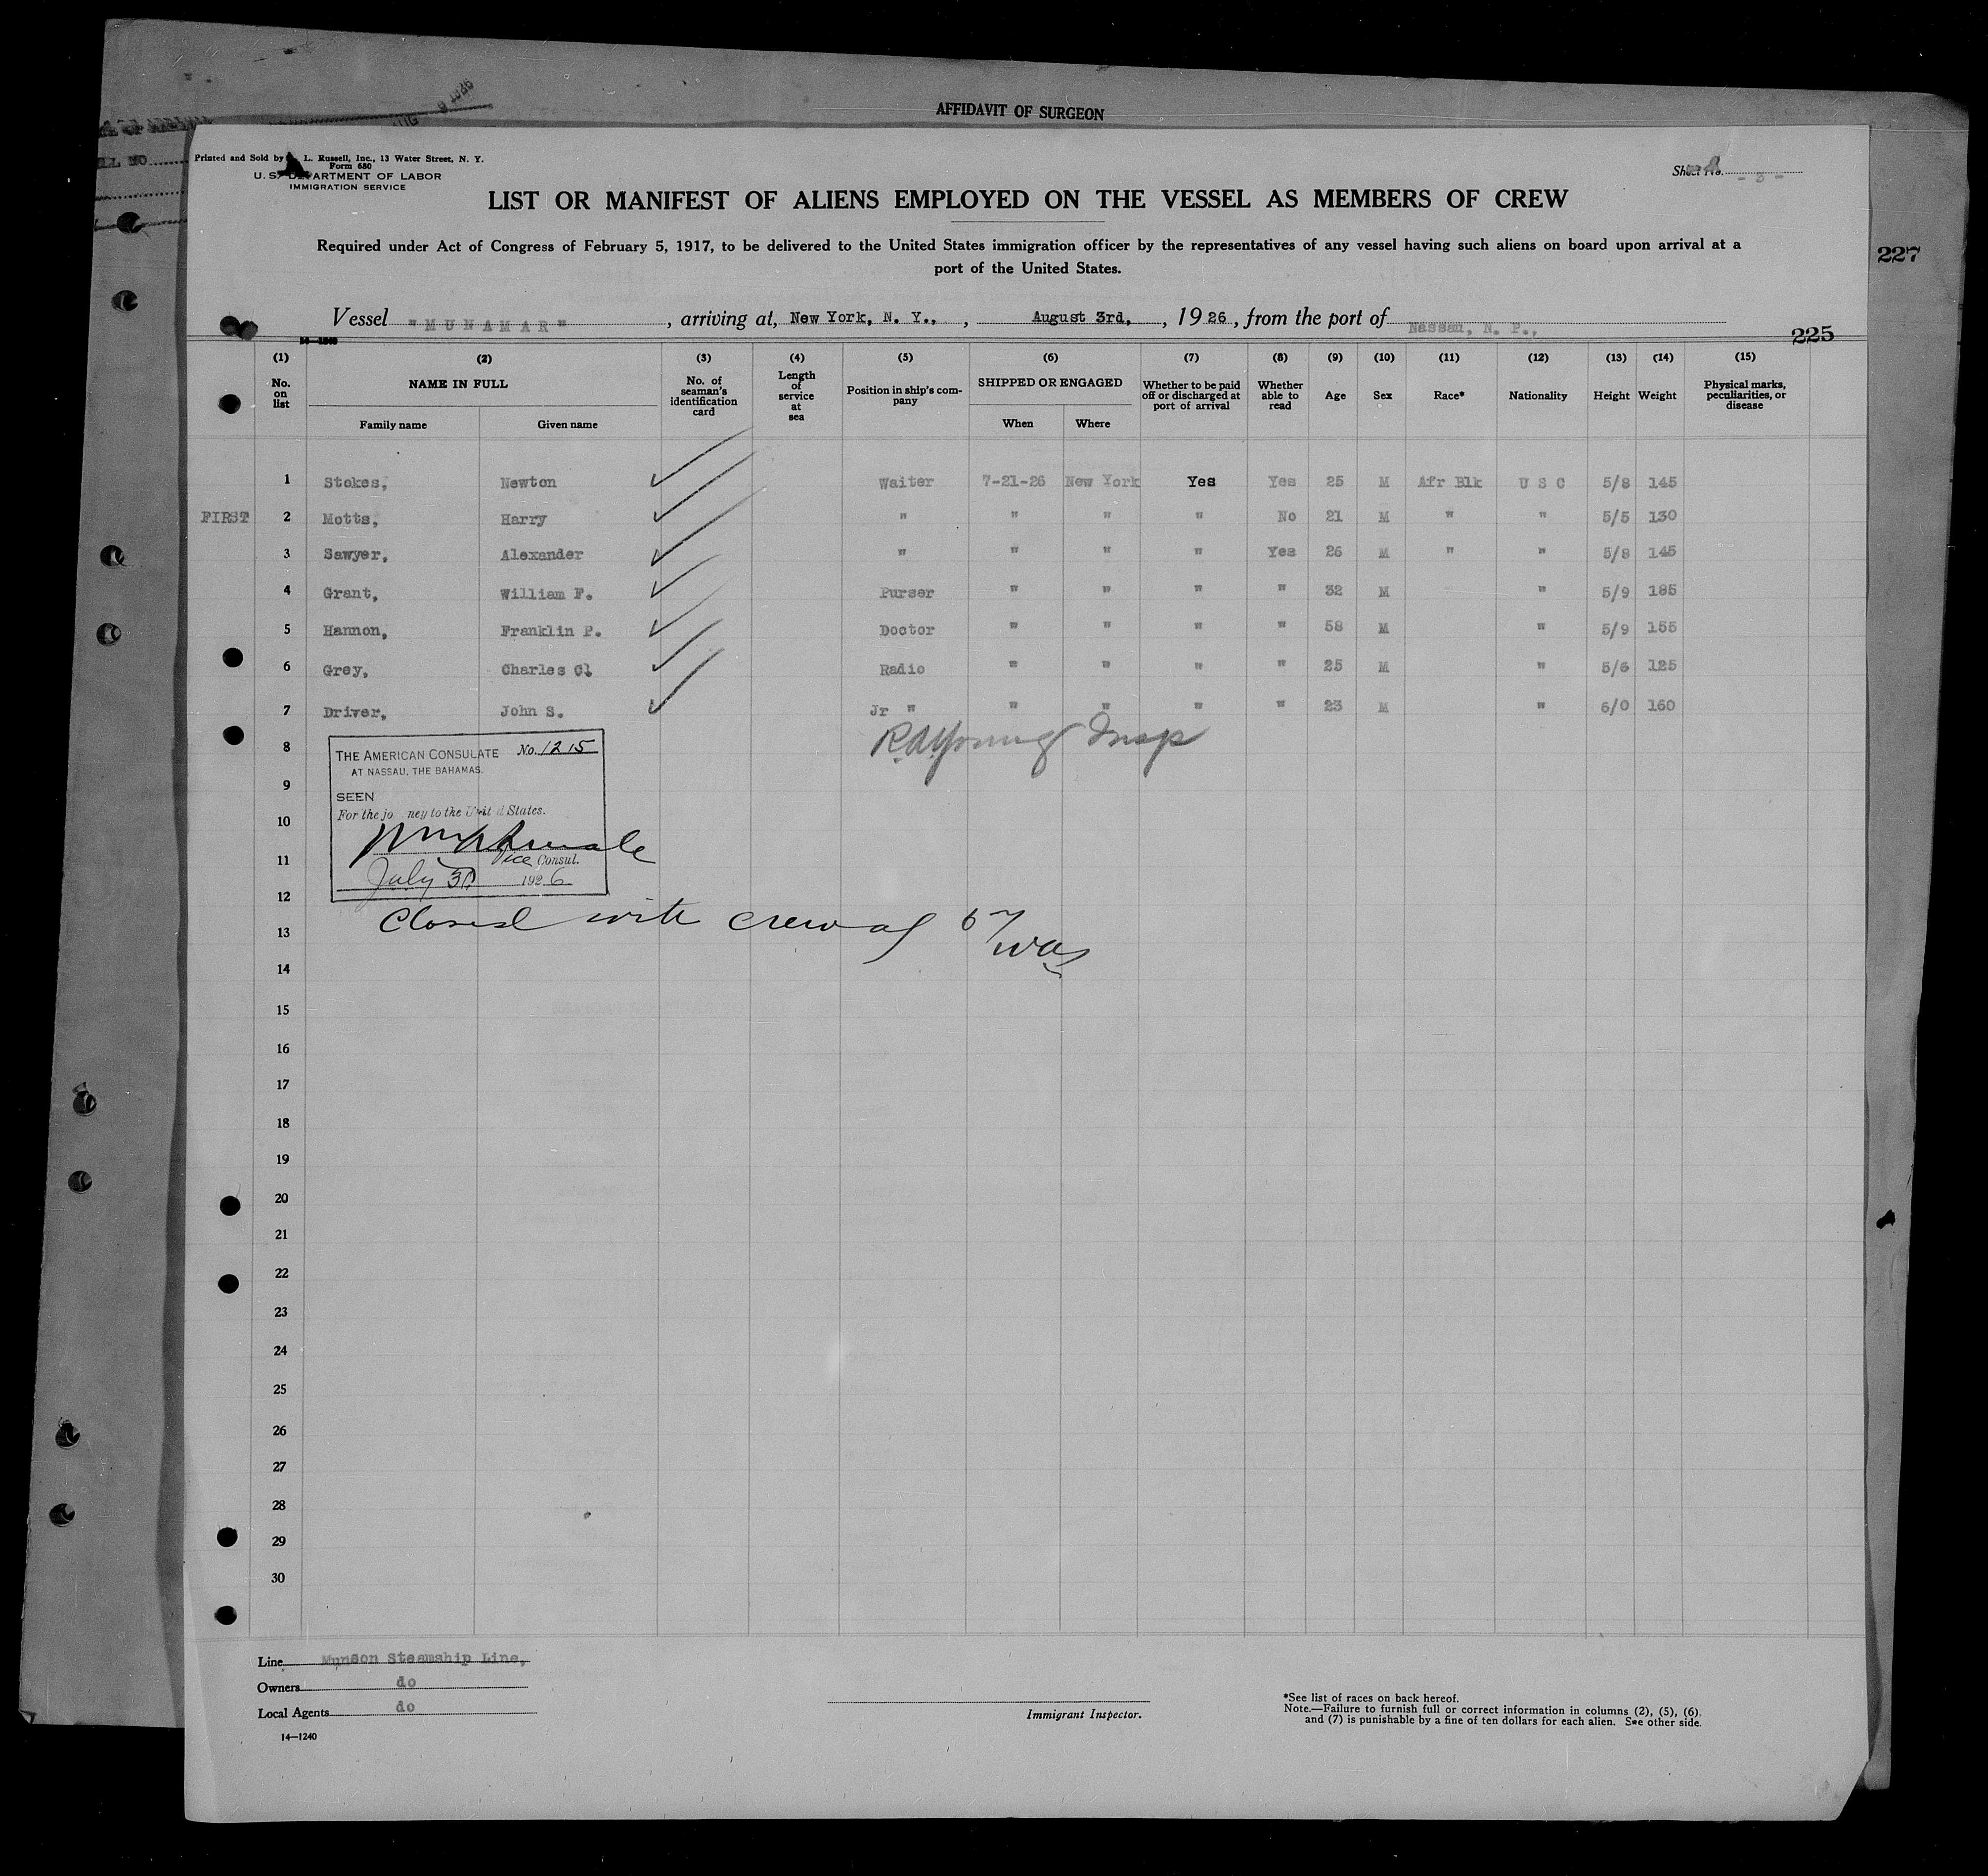 AFFIDAVIT OF SURGEON
Printed and Sold by L. Russell, Inc., 13 Water Street, N. Y.
Form 680
U. S. DEPARTMENT OF LABOR
IMMIGRATION SERVICE
Sheet No. - 3 -
LIST OR MANIFEST OF ALIENS EMPLOYED ON THE VESSEL AS MEMBERS OF CREW
Required under Act of Congress of February 5, 1917, to be delivered to the United States immigration officer by the representatives of any vessel having such aliens on board upon arrival at a
port of the United States.
227
Vessel "MUNAMAR", arriving at, New York, N. Y., , August 3rd, , 1926, from the port of Nassau, N. P.,
225
(1) (2) (3) (4) (5) (6) (7) (8) (9) (10) (11) (12) (13) (14) (15)
No. on list NAME IN FULL No. of seaman's identification card Length of service at sea Position in ship's company SHIPPED OR ENGAGED Whether to be paid off or discharged at port of arrival Whether able to read Age Sex Race* Nationality Height Weight Physical marks, peculiarities, or disease
Family name Given name When Where
1 Stokes, Newton Waiter 7-21-26 New York Yes Yes 25 M Afr Blk U S C 5/8 145
FIRST 2 Motts, Harry " " " " No 21 M " " 5/5 130
3 Sawyer, Alexander " " " " Yes 26 M " " 5/8 145
4 Grant, William F. Purser " " " " 32 M " 5/9 185
5 Hannon, Franklin P. Doctor " " " " 58 M " 5/9 155
6 Grey, Charles C. Radio " " " " 25 M " 5/6 125
7 Driver, John S. Jr " " " " " 23 M " 6/0 160
8
RA Young Insp
THE AMERICAN CONSULATE No. 1215
AT NASSAU, THE BAHAMAS.
9
SEEN
For the jo ney to the Unit d States.
10
11
Vice Consul.
July 31 1926
12
13 Closed with crew of 67
14
15
16
17
18
19
20
21
22
23
24
25
26
27
28
29
30
Line Munson Steamship Line,
Owners do
Local Agents do
14—1240
Immigrant Inspector.
*See list of races on back hereof.
Note.—Failure to furnish full or correct information in columns (2), (5), (6),
and (7) is punishable by a fine of ten dollars for each alien. See other side.